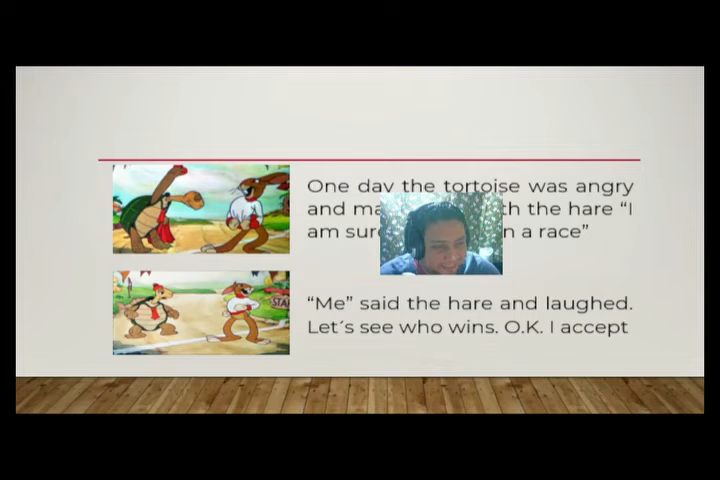 One day the tortoise was angry
and the hare “I
am a race”
“Me” said the hare and laughed.
Let´s see who wins. O.K. I accept